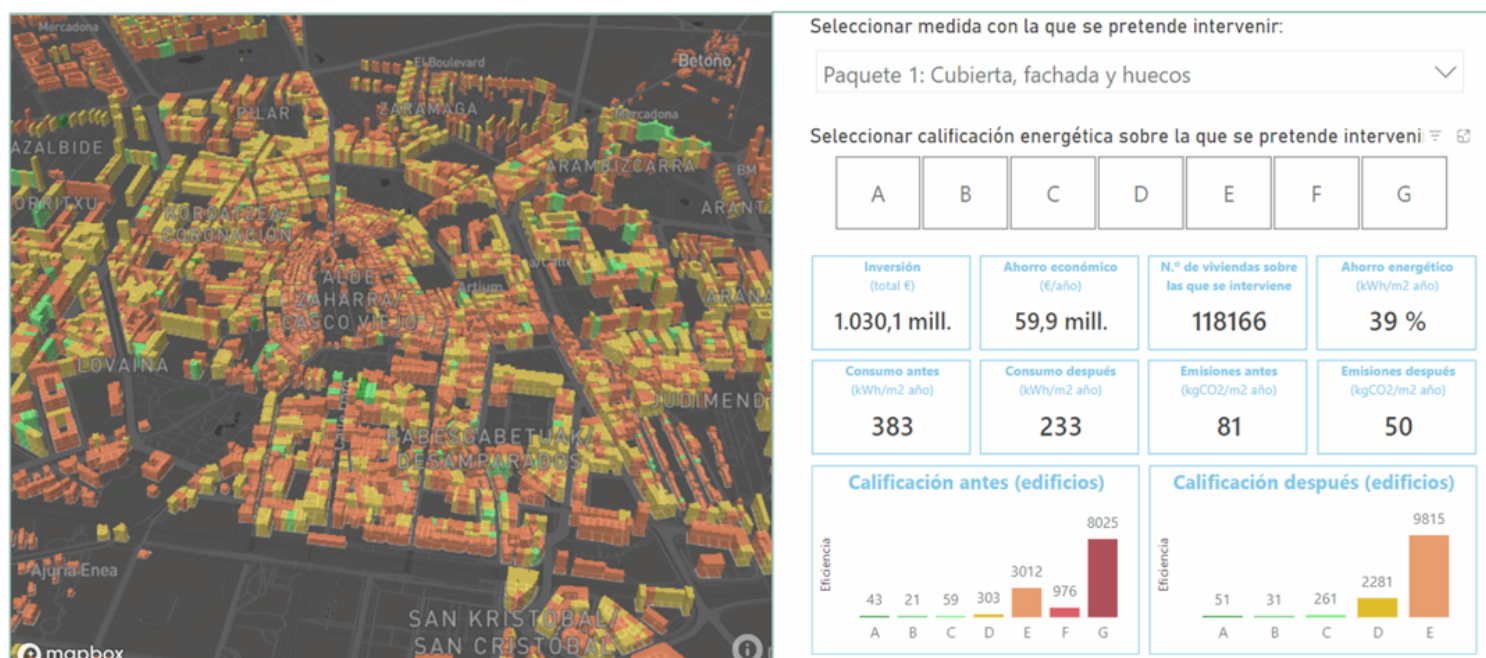 Mercadona
El Boulevard
Betoño
PILAR
ZARAMAGA
Mercadona
AZALBIDE
ARAMBIZCARRA
BM
ORRITXU
ARANTZ
KOROATZEA/
CORONACIÓN
ALDE
ZAHARRA/
CASCO VIEJO
Artium
ARANA
LOVAINA
JUDIMEND
BABESGABETUAK/
DESAMPARADOS
Ajuria Enea
SAN KRISTOBAL/
SAN CRISTÓBAL
mapbox
Seleccionar medida con la que se pretende intervenir:
Paquete 1: Cubierta, fachada y huecos
Seleccionar calificación energética sobre la que se pretende interveni
A B C D E F G
Inversión
(total €)
1.030,1 mill.
Ahorro económico
(€/año)
59,9 mill.
N.º de viviendas sobre
las que se interviene
118166
Ahorro energético
(kWh/m2 año)
39 %
Consumo antes
(kWh/m2 año)
383
Consumo después
(kWh/m2 año)
233
Emisiones antes
(kgCO2/m2 año)
81
Emisiones después
(kgCO2/m2 año)
50
Calificación antes (edificios)
Eficiencia
43 21 59 303 3012 976 8025
A B C D E F G
Calificación después (edificios)
Eficiencia
51 31 261 2281 9815
A B C D E